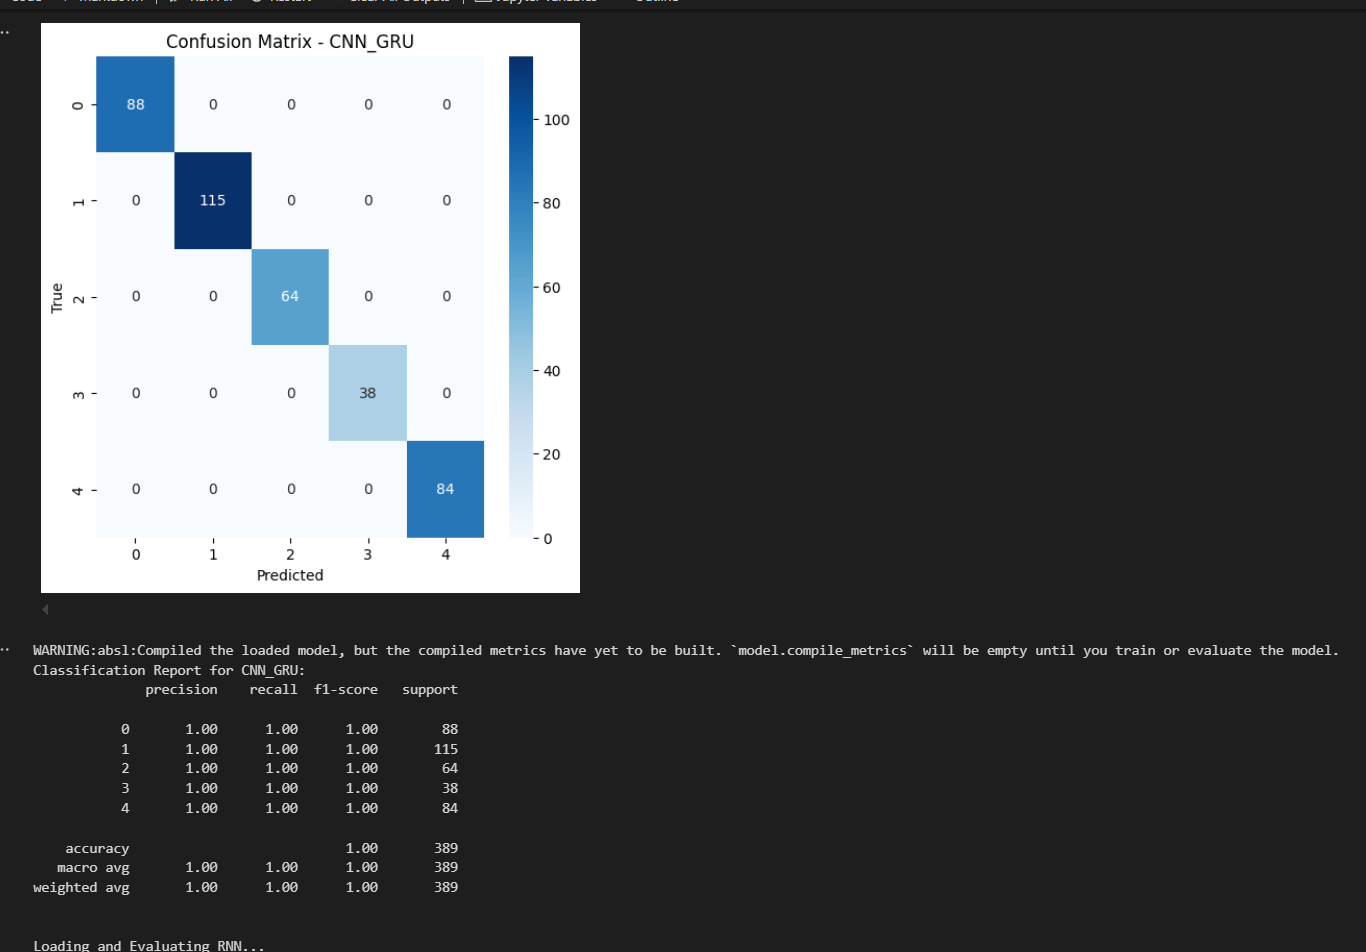 Confusion Matrix - CNN_GRU
0 88 0 0 0 0
1 0 115 0 0 0
2 0 0 64 0 0
3 0 0 0 38 0
4 0 0 0 0 84
True
0 1 2 3 4
Predicted
100
80
60
40
20
0
WARNING:absl:Compiled the loaded model, but the compiled metrics have yet to be built. `model.compile_metrics` will be empty until you train or evaluate the model.
Classification Report for CNN_GRU:
precision recall f1-score support
0 1.00 1.00 1.00 88
1 1.00 1.00 1.00 115
2 1.00 1.00 1.00 64
3 1.00 1.00 1.00 38
4 1.00 1.00 1.00 84
accuracy 1.00 389
macro avg 1.00 1.00 1.00 389
weighted avg 1.00 1.00 1.00 389
Loading and Evaluating RNN...